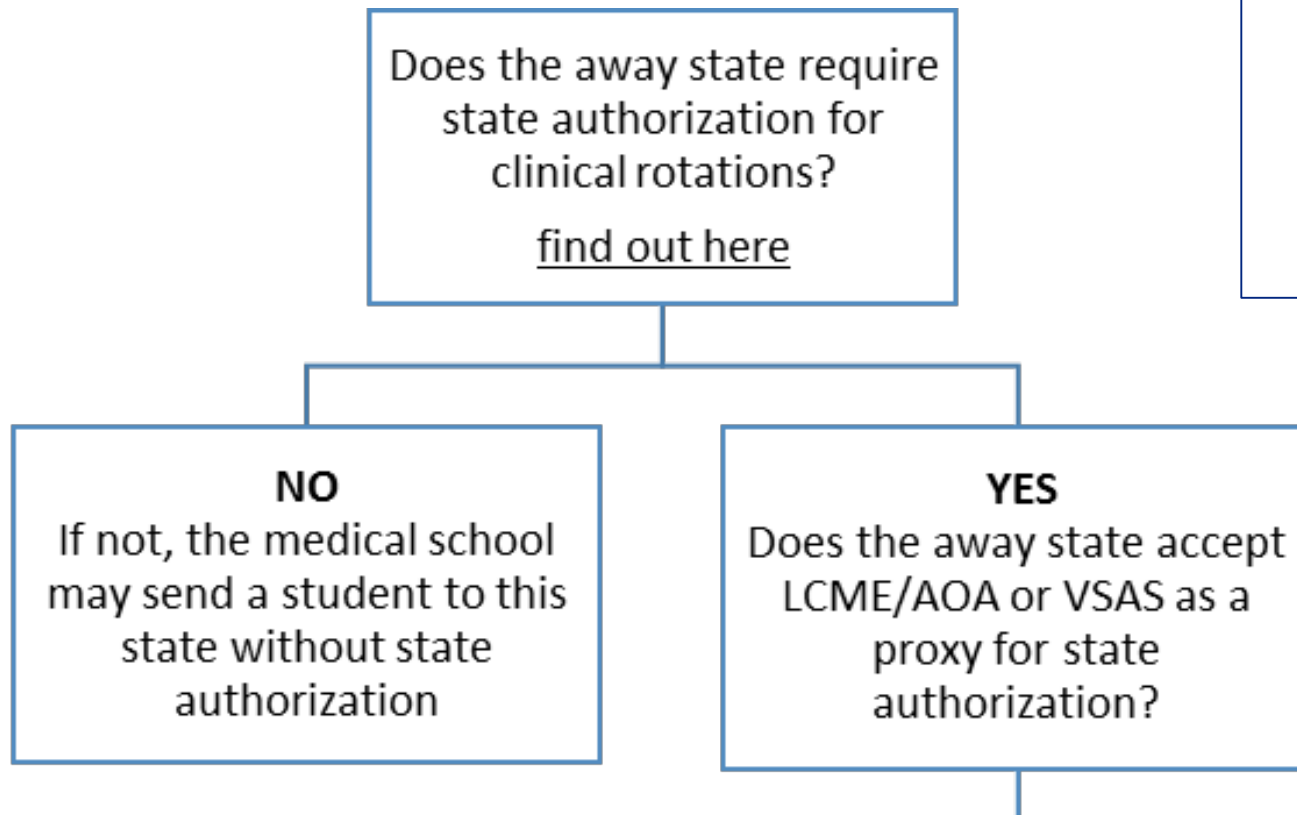 Does the away state require
state authorization for
clinical rotations?
find out here
NO
If not, the medical school
may send a student to this
state without state
authorization
YES
Does the away state accept
LCME/AOA or VSAS as a
proxy for state
authorization?